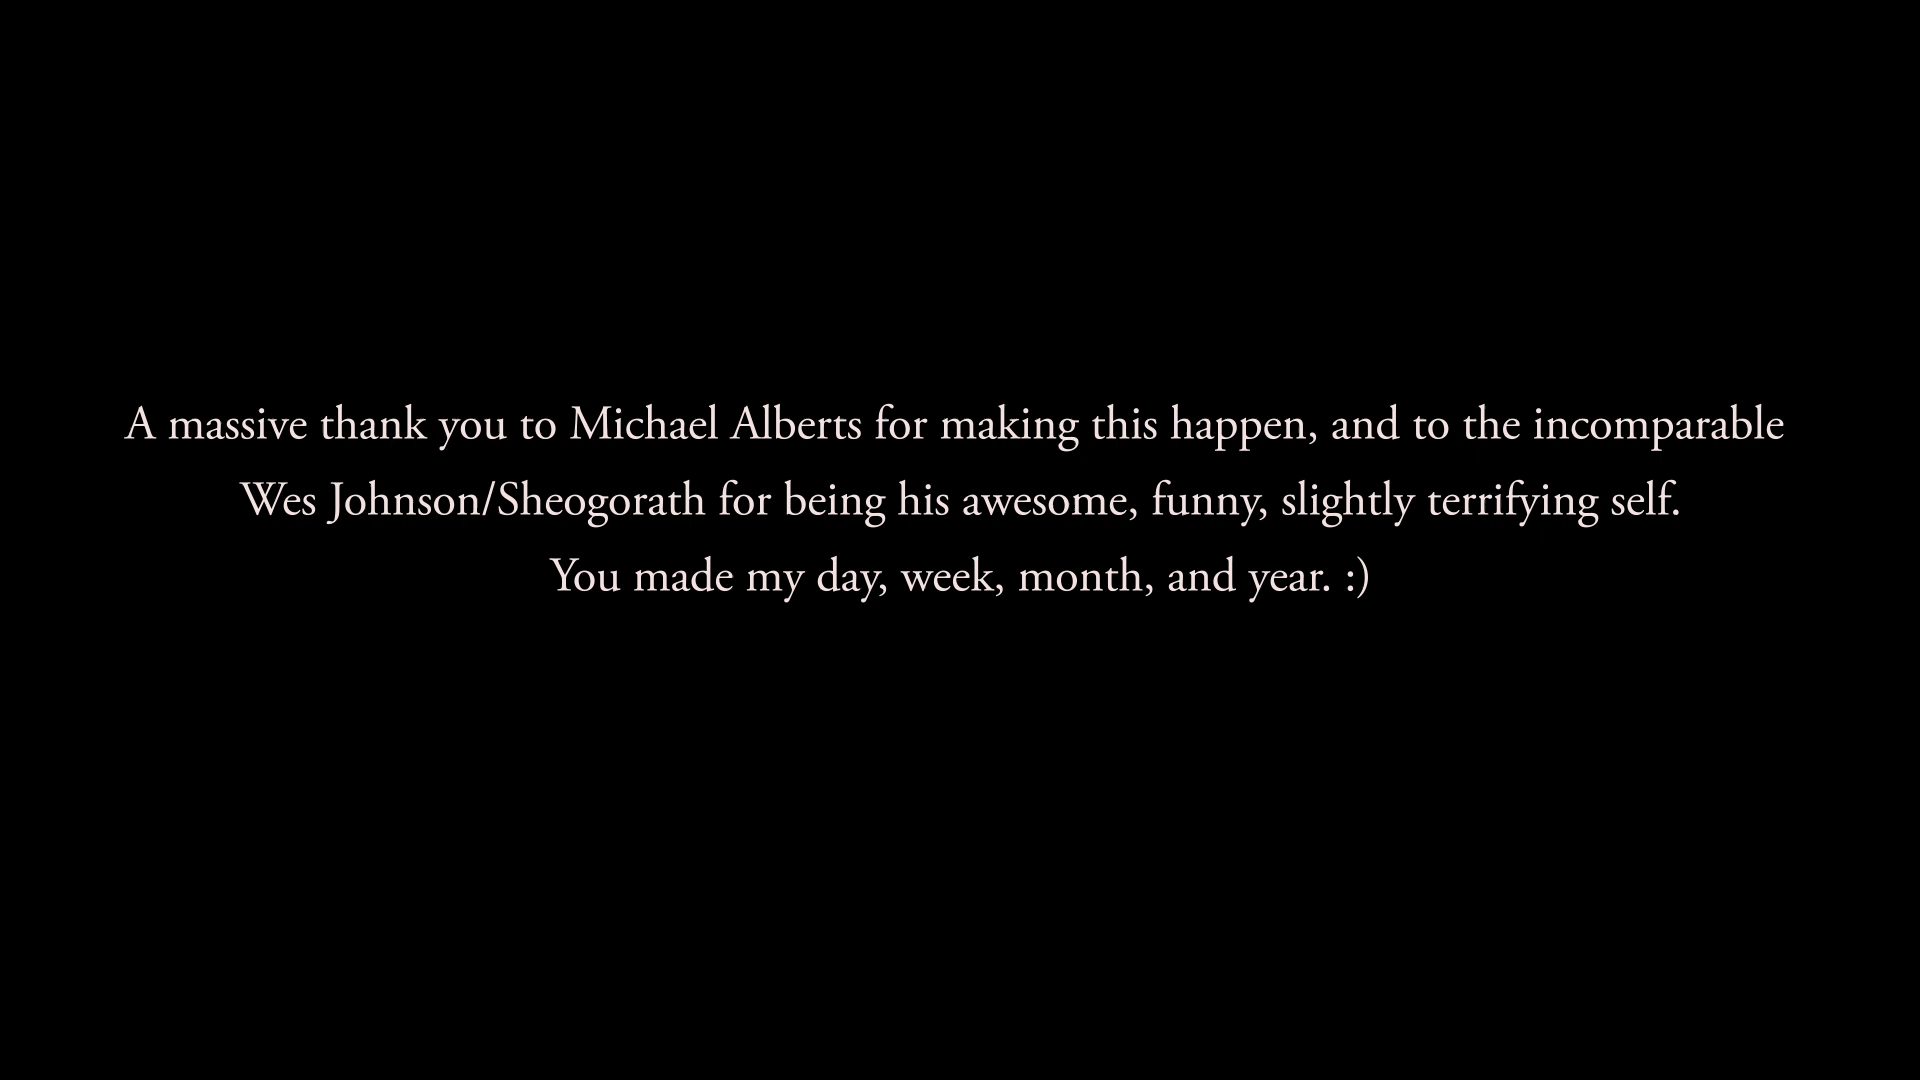 A massive thank you to Michael Alberts for making this happen, and to the incomparable
Wes Johnson/Sheogorath for being his awesome, funny, slightly terrifying self.
You made my day, week, month, and year. :)